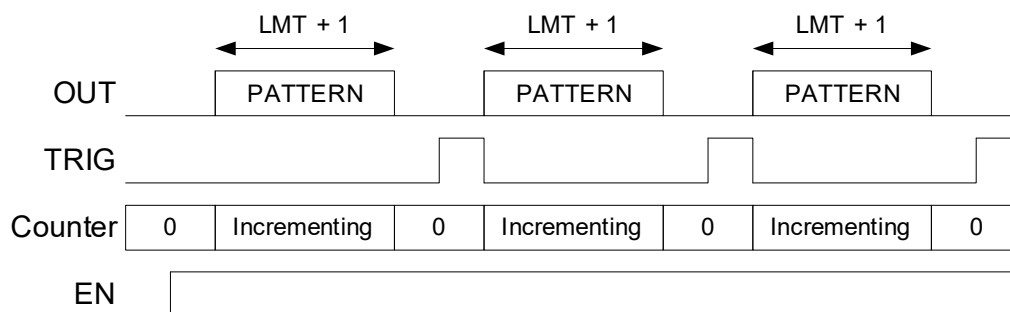 LMT + 1 LMT + 1 LMT + 1
OUT PATTERN PATTERN PATTERN
TRIG
Counter 0 Incrementing 0 Incrementing 0 Incrementing 0
EN